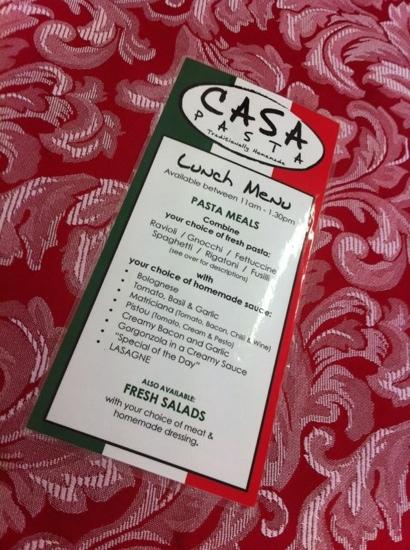 CASA
PASTA
Traditionally Homemade
Lunch Menu
Available between 11am - 1.30pm
PASTA MEALS
Combine
your choice of fresh pasta:
Ravioli / Gnocchi / Fettuccine
Spaghetti / Rigatoni / Fusilli
(see over for descriptions)
with
your choice of homemade sauce:
• Bolognese
• Tomato, Basil & Garlic
• Matriciana (Tomato, Bacon, Chili & Wine)
• Pistou (Tomato, Cream & Pesto)
• Creamy Bacon and Garlic
• Gorgonzola in a Creamy Sauce
• "Special of the Day"
• LASAGNE
ALSO AVAILABLE:
FRESH SALADS
with your choice of meat &
homemade dressing.